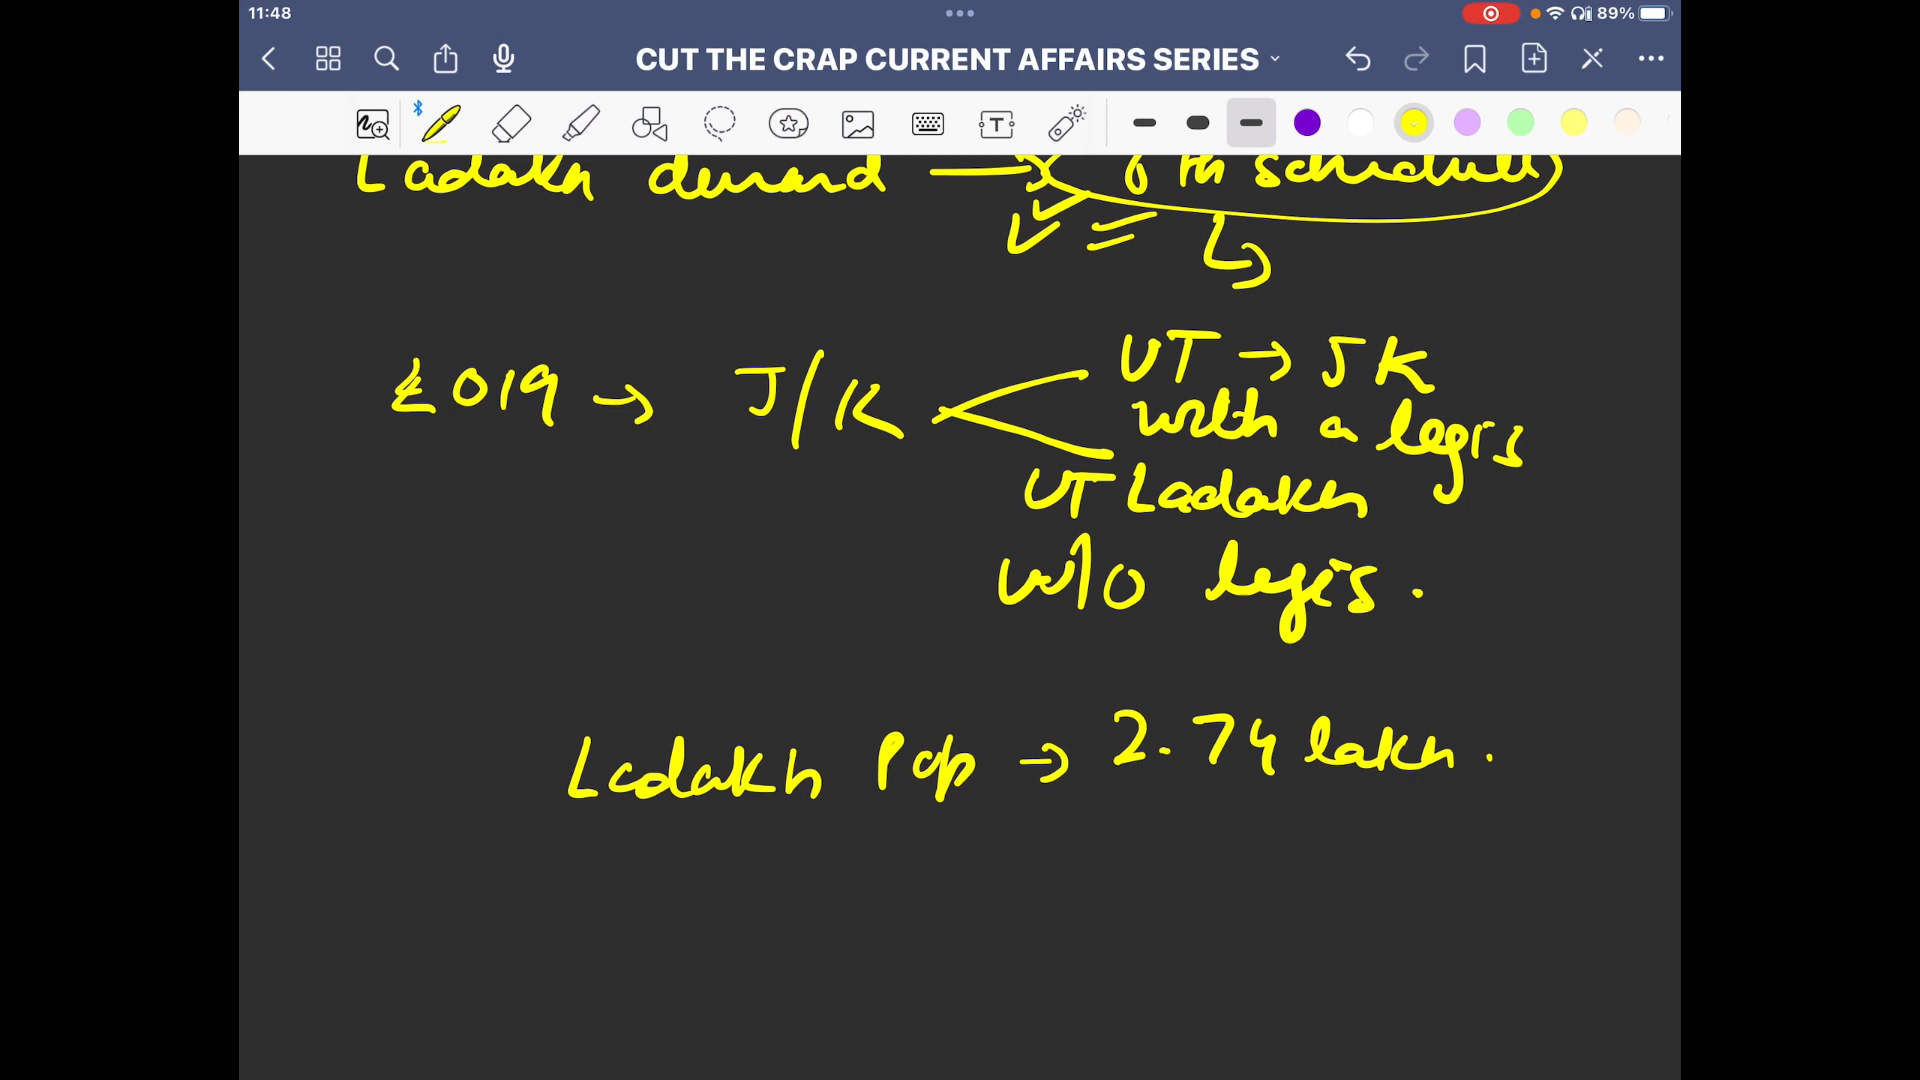 11:48
89%
CUT THE CRAP CURRENT AFFAIRS SERIES
Ladakh demand → 6th schedule
2019 → J/K
UT → JK
with a legis
UT Ladakh
w/o legis.
Ladakh Pop → 2.74 lakh.